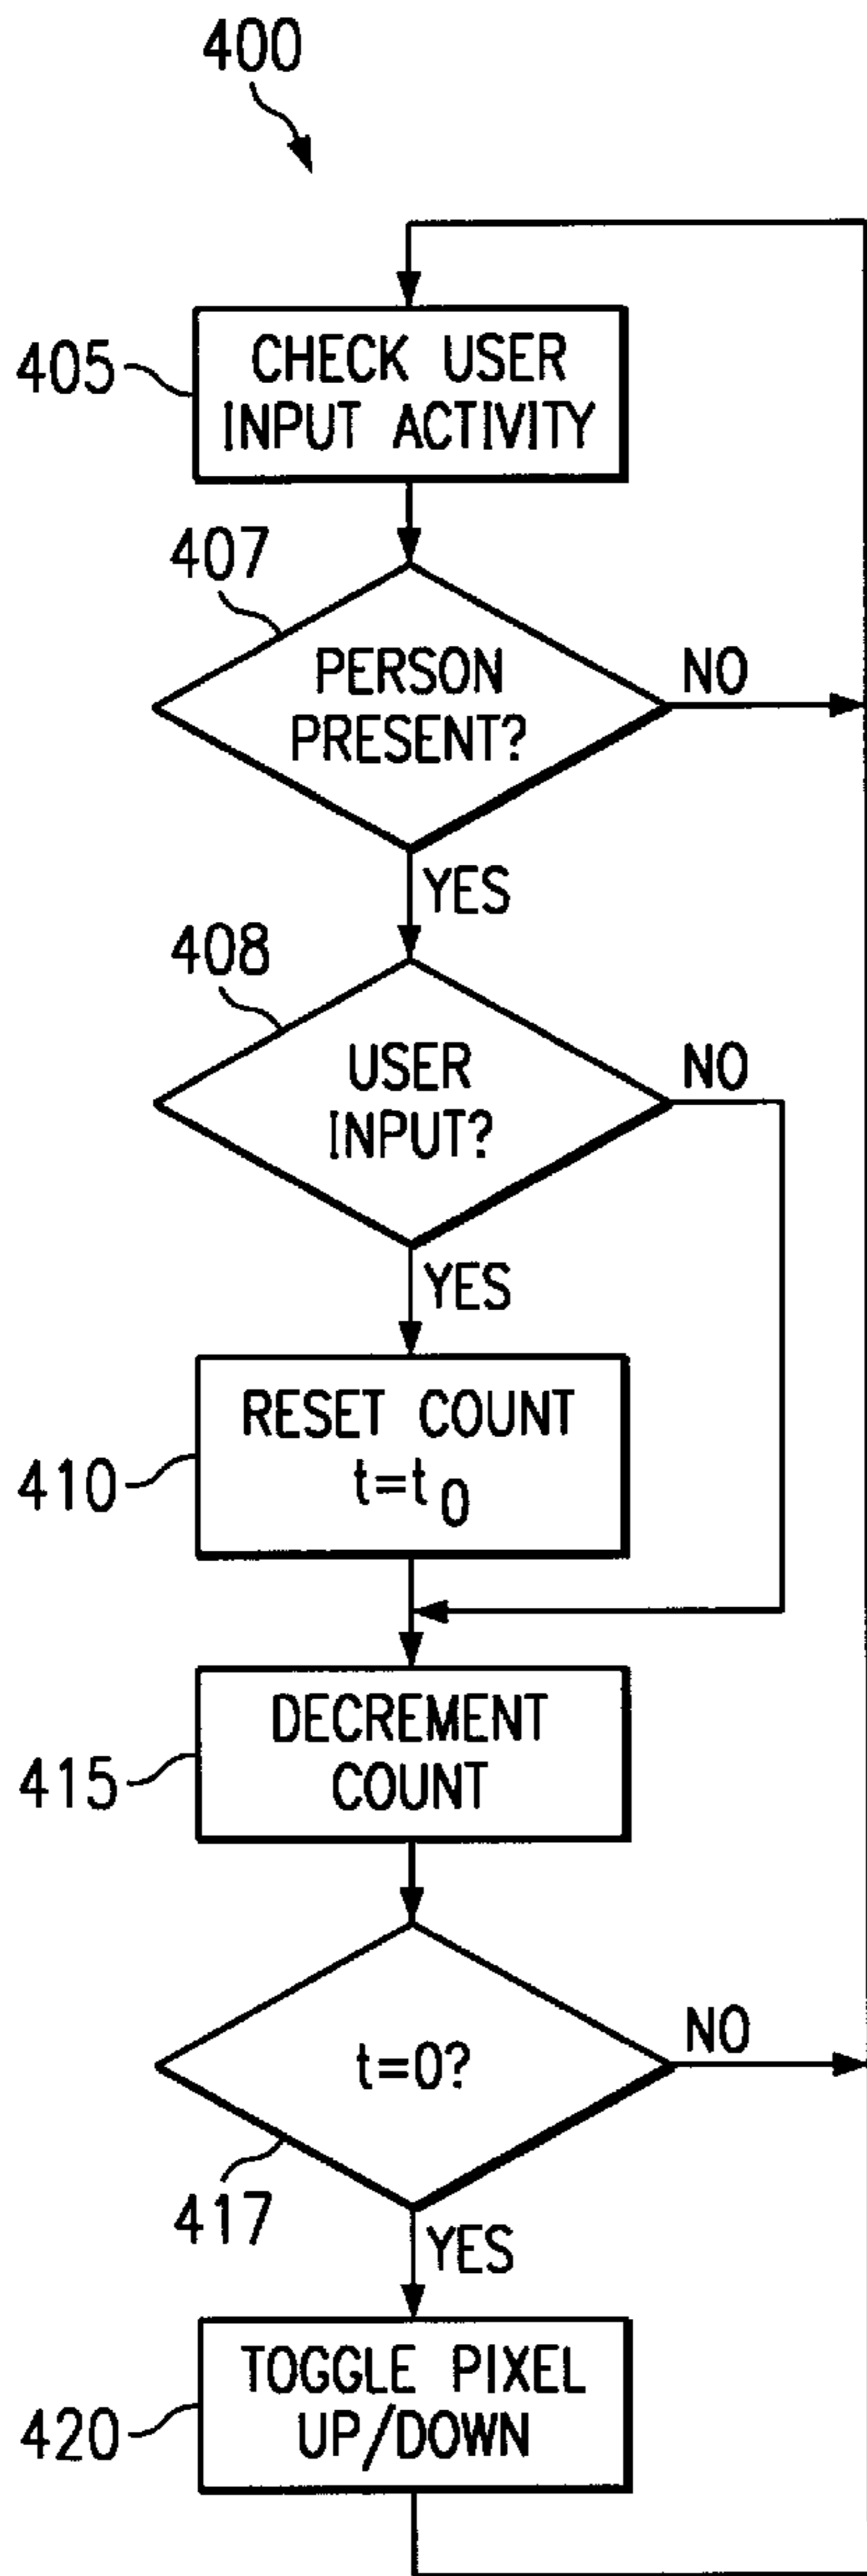 400
405
CHECK USER
INPUT ACTIVITY
407
PERSON
PRESENT?
NO
YES
408
USER
INPUT?
NO
YES
410
RESET COUNT
t=t0
415
DECREMENT
COUNT
t=0?
NO
417
YES
420
TOGGLE PIXEL
UP/DOWN